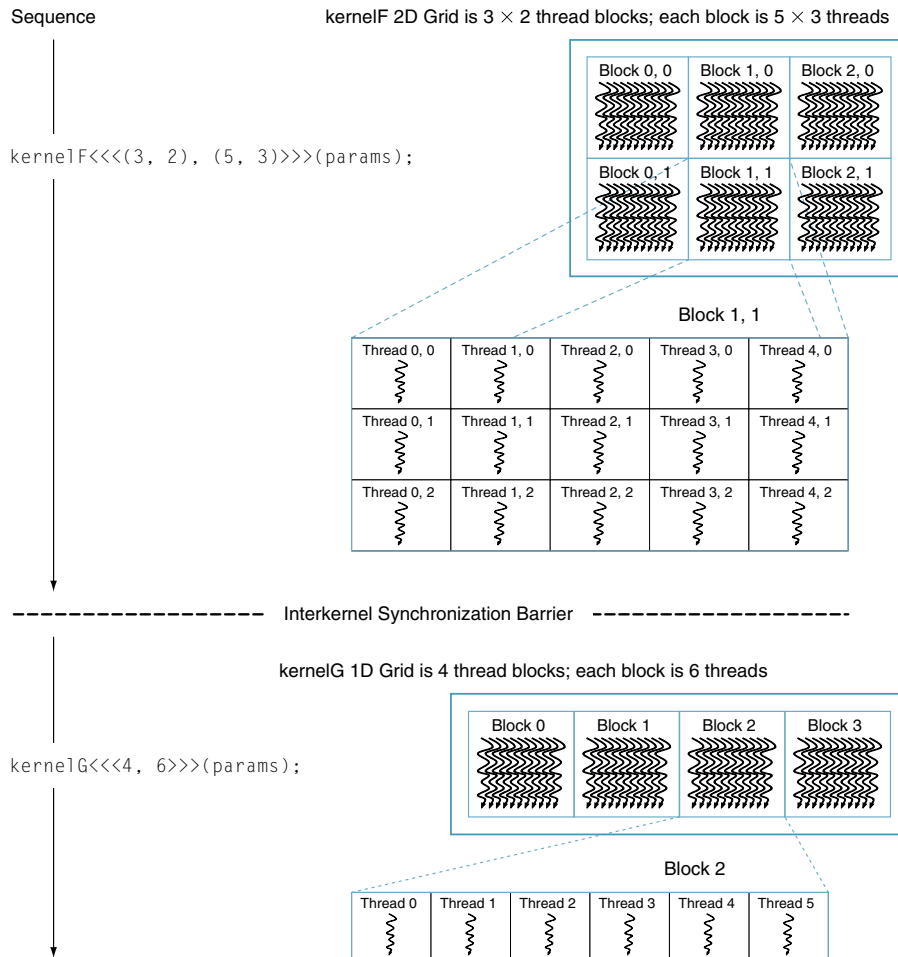 Sequence
kernelF 2D Grid is 3 × 2 thread blocks; each block is 5 × 3 threads
Block 0, 0
Block 1, 0
Block 2, 0
kernelF<<<(3, 2), (5, 3)>>>(params);
Block 0, 1
Block 1, 1
Block 2, 1
Block 1, 1
Thread 0, 0
Thread 1, 0
Thread 2, 0
Thread 3, 0
Thread 4, 0
Thread 0, 1
Thread 1, 1
Thread 2, 1
Thread 3, 1
Thread 4, 1
Thread 0, 2
Thread 1, 2
Thread 2, 2
Thread 3, 2
Thread 4, 2
Interkernel Synchronization Barrier
kernelG 1D Grid is 4 thread blocks; each block is 6 threads
Block 0
Block 1
Block 2
Block 3
kernelG<<<4, 6>>>(params);
Block 2
Thread 0
Thread 1
Thread 2
Thread 3
Thread 4
Thread 5